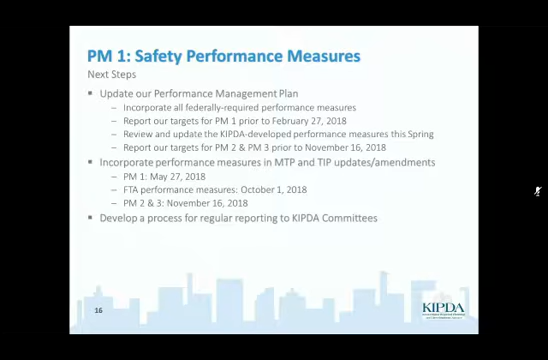 PM 1: Safety Performance Measures
Next Steps
Update our Performance Management Plan
– Incorporate all federally-required performance measures
– Report our targets for PM 1 prior to February 27, 2018
– Review and update the KIPDA-developed performance measures this Spring
– Report our targets for PM 2 & PM 3 prior to November 16, 2018
Incorporate performance measures in MTP and TIP updates/amendments
– PM 1: May 27, 2018
– FTA performance measures: October 1, 2018
– PM 2 & 3: November 16, 2018
Develop a process for regular reporting to KIPDA Committees
16
KIPDA